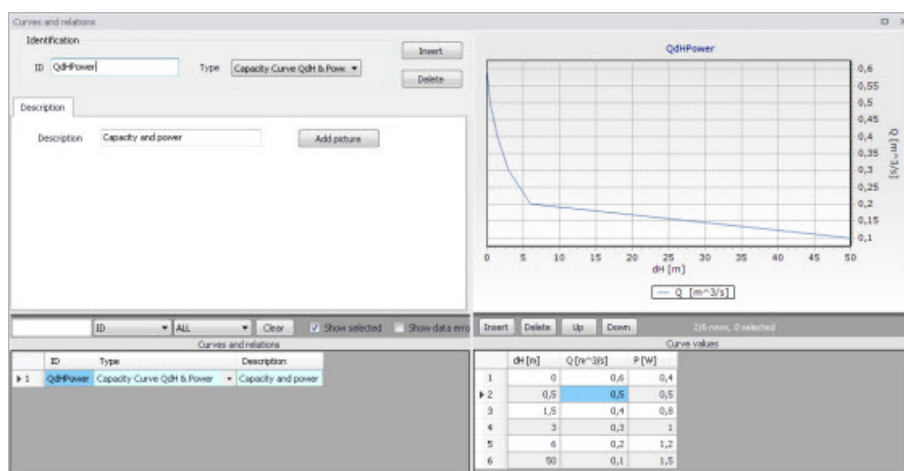 Curves and relations
Identification
ID QdHPower Type Capacity Curve QdH & Powe
Insert
Delete
Description
Description Capacity and power Add picture
QdHPower
0,6
0,55
0,5
0,45
0,4
0,35
0,3
0,25
0,2
0,15
0,1
Q [m^3/s]
0 5 10 15 20 25 30 35 40 45 50
dH [m]
Q [m^3/s]
ID ALL Clear Show selected Show data erro
Insert Delete Up Down 2/6 rows, 0 selected
Curves and relations
ID Type Description
1 QdHPower Capacity Curve QdH & Power Capacity and power
Curve values
dH [m] Q [m^3/s] P [W]
1 0 0,6 0,4
2 0,5 0,5 0,5
3 1,5 0,4 0,8
4 3 0,3 1
5 6 0,2 1,2
6 50 0,1 1,5